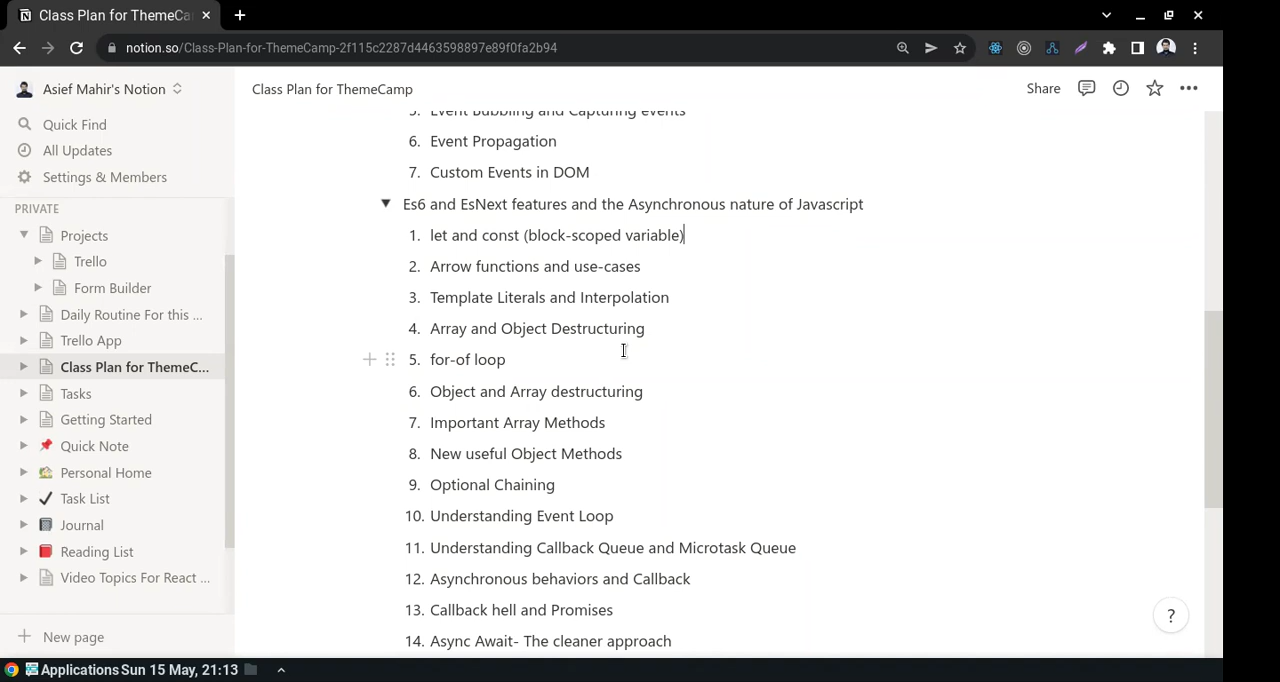 Class Plan for ThemeCa
notion.so/Class-Plan-for-ThemeCamp-2f115c2287d4463598897e89f0fa2b94
Asief Mahir's Notion
Class Plan for ThemeCamp
Share
Quick Find
All Updates
Settings & Members
PRIVATE
Projects
Trello
Form Builder
Daily Routine For this ...
Trello App
Class Plan for ThemeC...
Tasks
Getting Started
Quick Note
Personal Home
Task List
Journal
Reading List
Video Topics For React ...
New page
5. Event Bubbling and Capturing events
6. Event Propagation
7. Custom Events in DOM
Es6 and EsNext features and the Asynchronous nature of Javascript
1. let and const (block-scoped variable)
2. Arrow functions and use-cases
3. Template Literals and Interpolation
4. Array and Object Destructuring
5. for-of loop
6. Object and Array destructuring
7. Important Array Methods
8. New useful Object Methods
9. Optional Chaining
10. Understanding Event Loop
11. Understanding Callback Queue and Microtask Queue
12. Asynchronous behaviors and Callback
13. Callback hell and Promises
14. Async Await- The cleaner approach
?
Applications Sun 15 May, 21:13